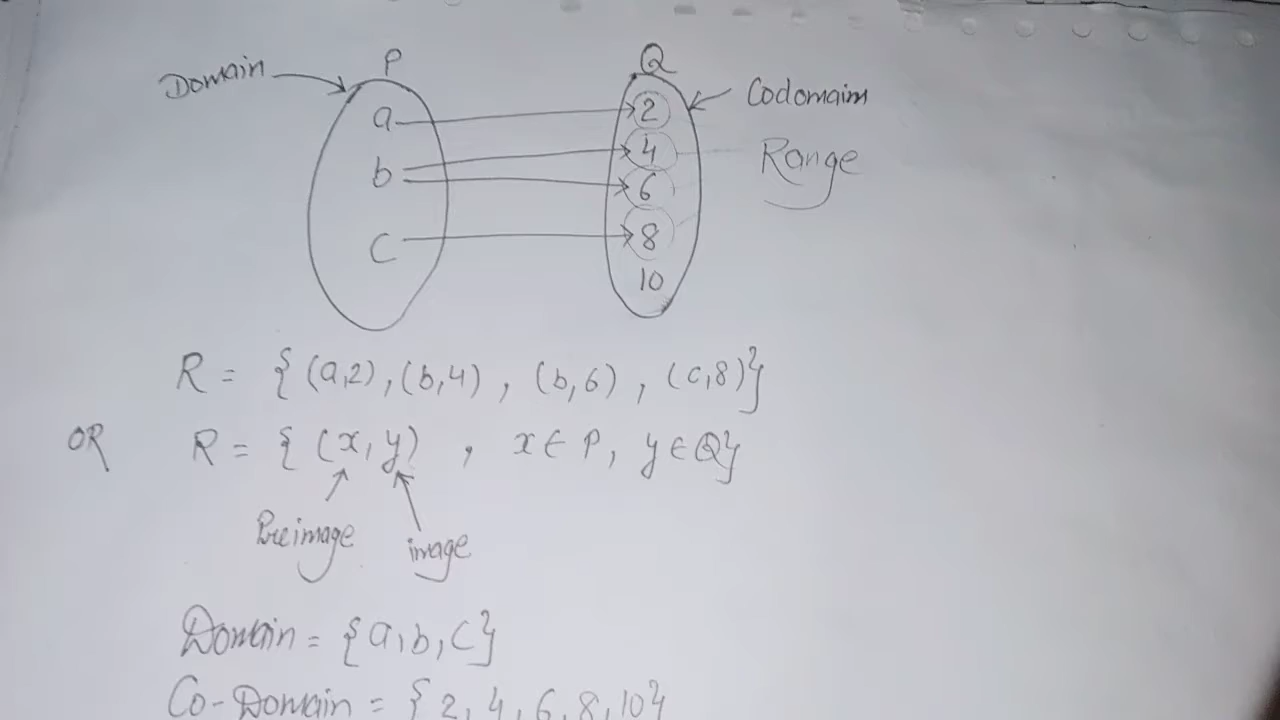 P Q
Domain Codomaim
a 2
Range
b 4
6
c 8
10
R = {(a,2), (b,4), (b,6), (c,8)}
OR R = {(x,y), x∈P, y∈Q}
Preimage image
Domain = {a,b,c}
Co-Domain = {2,4,6,8,10}